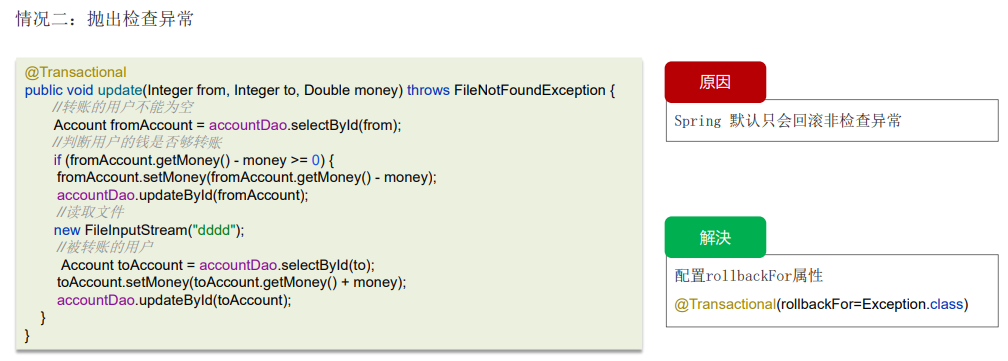 情况二：抛出检查异常
@Transactional
public void update(Integer from, Integer to, Double money) throws FileNotFoundException {
//转账的用户不能为空
Account fromAccount = accountDao.selectById(from);
//判断用户的钱是否够转账
if (fromAccount.getMoney() - money >= 0) {
fromAccount.setMoney(fromAccount.getMoney() - money);
accountDao.updateById(fromAccount);
//读取文件
new FileInputStream("dddd");
//被转账的用户
Account toAccount = accountDao.selectById(to);
toAccount.setMoney(toAccount.getMoney() + money);
accountDao.updateById(toAccount);
}
}
原因
Spring 默认只会回滚非检查异常
解决
配置rollbackFor属性
@Transactional(rollbackFor=Exception.class)